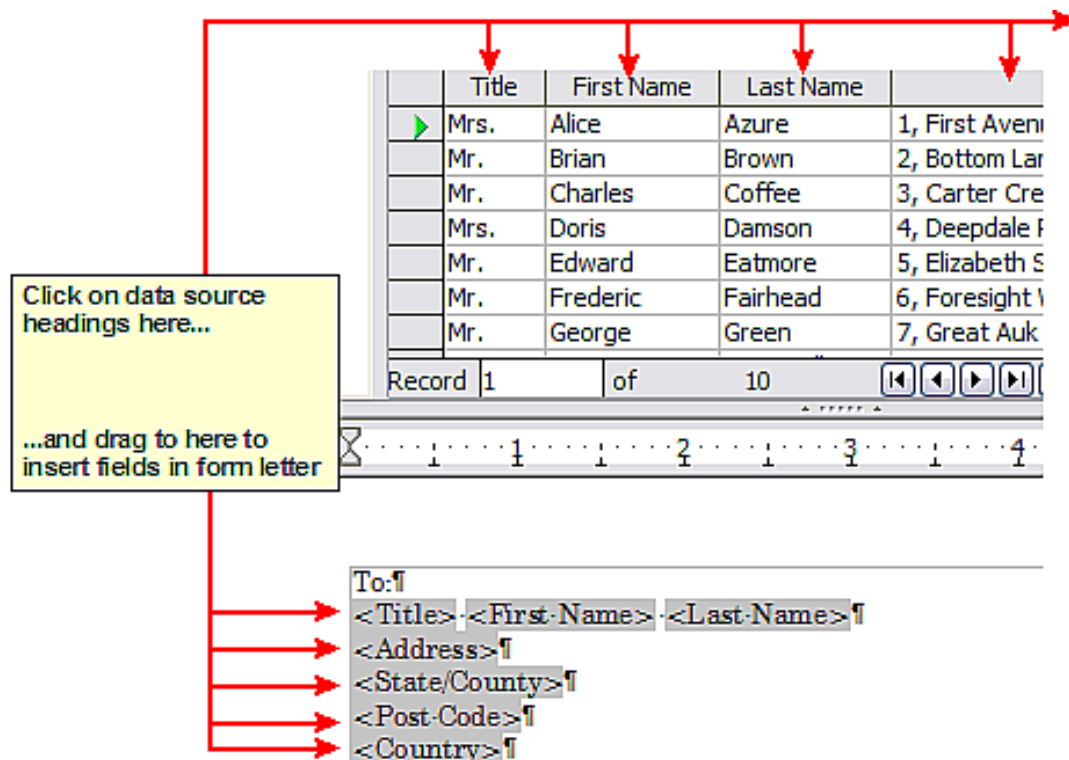 Title First Name Last Name
Mrs. Alice Azure 1, First Aven
Mr. Brian Brown 2, Bottom Lan
Mr. Charles Coffee 3, Carter Cre
Mrs. Doris Damson 4, Deepdale
Mr. Edward Eatmore 5, Elizabeth S
Mr. Frederic Fairhead 6, Foresight
Mr. George Green 7, Great Auk
Record 1 of 10
Click on data source
headings here...
...and drag to here to
insert fields in form letter
1 2 3 4
To:¶
<Title>·<First·Name>·<Last·Name>¶
<Address>¶
<State/County>¶
<Post·Code>¶
<Country>¶